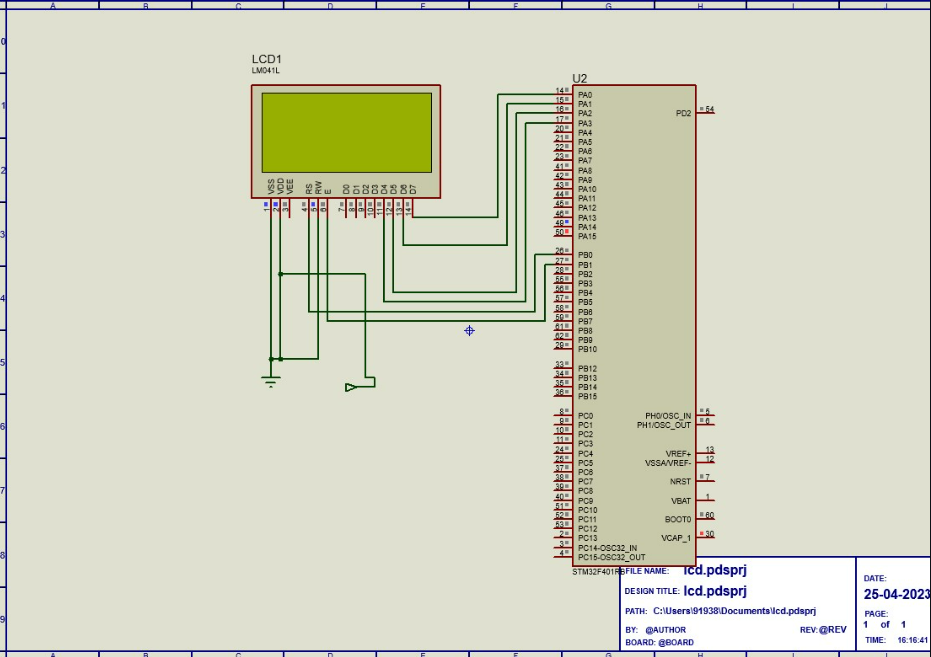 A B C D E F G H I J
0
1
2
3
4
5
6
7
8
9
LCD1
LM041L
VSS
VDD
VEE
RS
RW
E
D0
D1
D2
D3
D4
D5
D6
D7
1
2
3
4
5
6
7
8
9
10
11
12
13
14
U2
14 PA0
15 PA1
16 PA2
17 PA3
20 PA4
21 PA5
22 PA6
23 PA7
41 PA8
42 PA9
43 PA10
44 PA11
45 PA12
46 PA13
49 PA14
50 PA15
26 PB0
27 PB1
28 PB2
55 PB3
56 PB4
57 PB5
58 PB6
59 PB7
61 PB8
62 PB9
29 PB10
33 PB12
34 PB13
35 PB14
36 PB15
8 PC0
9 PC1
10 PC2
11 PC3
24 PC4
25 PC5
37 PC6
38 PC7
39 PC8
40 PC9
51 PC10
52 PC11
53 PC12
2 PC13
3 PC14-OSC32_IN
4 PC15-OSC32_OUT
PD2 54
PH0/OSC_IN 5
PH1/OSC_OUT 6
VREF+ 13
VSSA/VREF- 12
NRST 7
VBAT 1
BOOT0 60
VCAP_1 30
STM32F401R
FILE NAME: lcd.pdsprj
DESIGN TITLE: lcd.pdsprj
PATH: C:\Users\91938\Documents\lcd.pdsprj
BY: @AUTHOR REV: @REV
BOARD: @BOARD
DATE:
25-04-2023
PAGE:
1 of 1
TIME: 16:16:41
A B C D E F G H